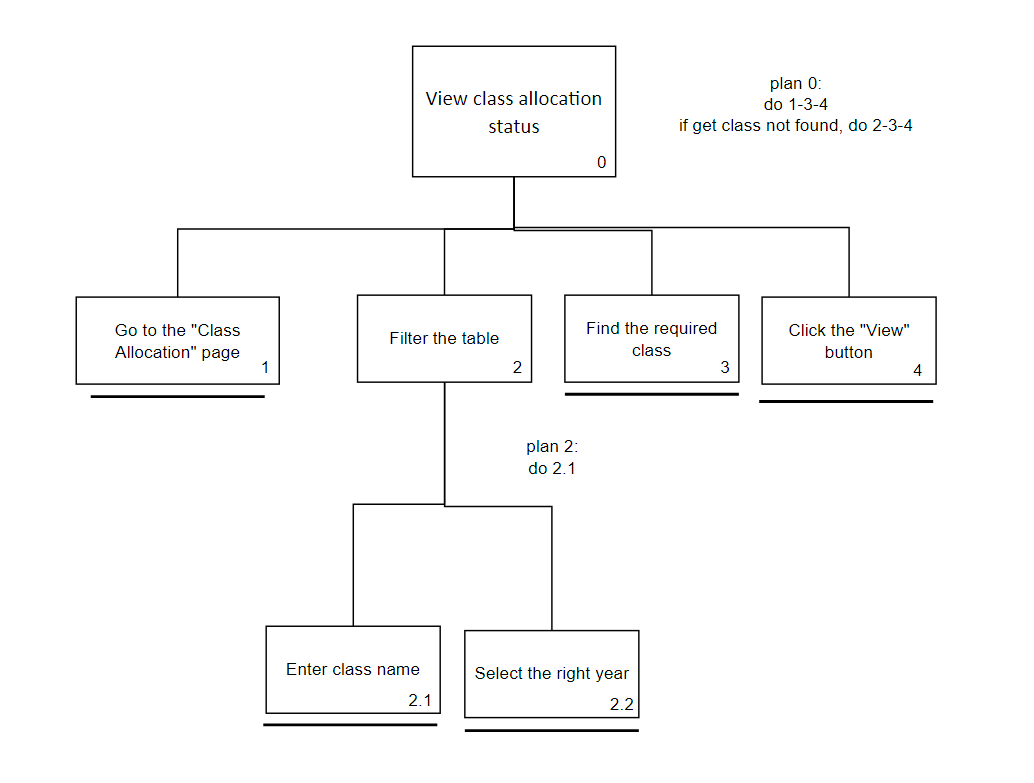 View class allocation
status
0
plan 0:
do 1-3-4
if get class not found, do 2-3-4
Go to the "Class
Allocation" page
1
Filter the table
2
Find the required
class
3
Click the "View"
button
4
plan 2:
do 2.1
Enter class name
2.1
Select the right year
2.2